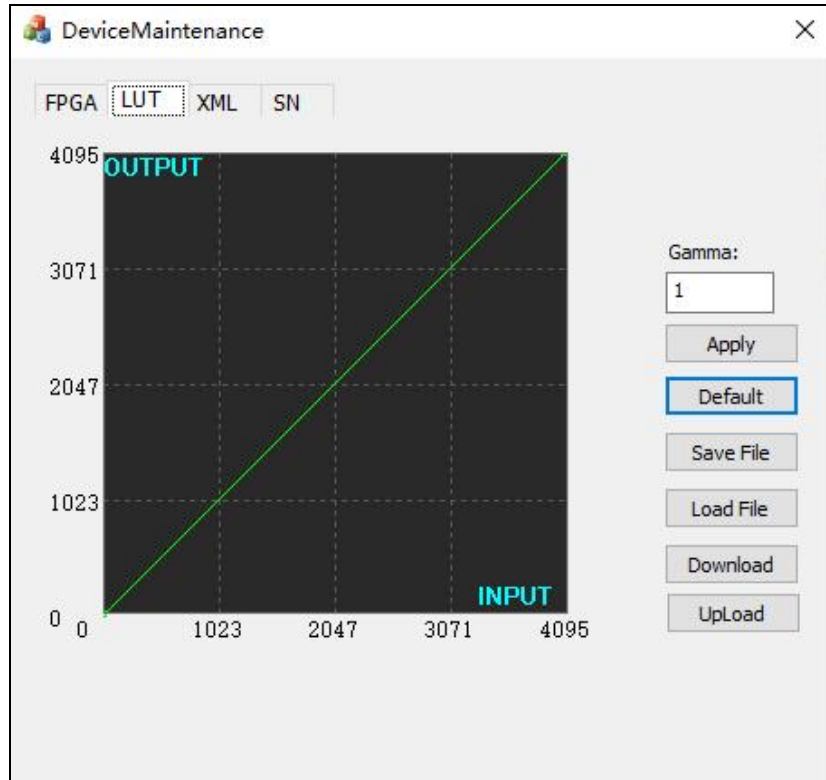 DeviceMaintenance
FPGA LUT XML SN
4095 OUTPUT
3071
2047
1023
0
0 1023 2047 3071 4095
INPUT
Gamma:
1
Apply
Default
Save File
Load File
Download
UpLoad